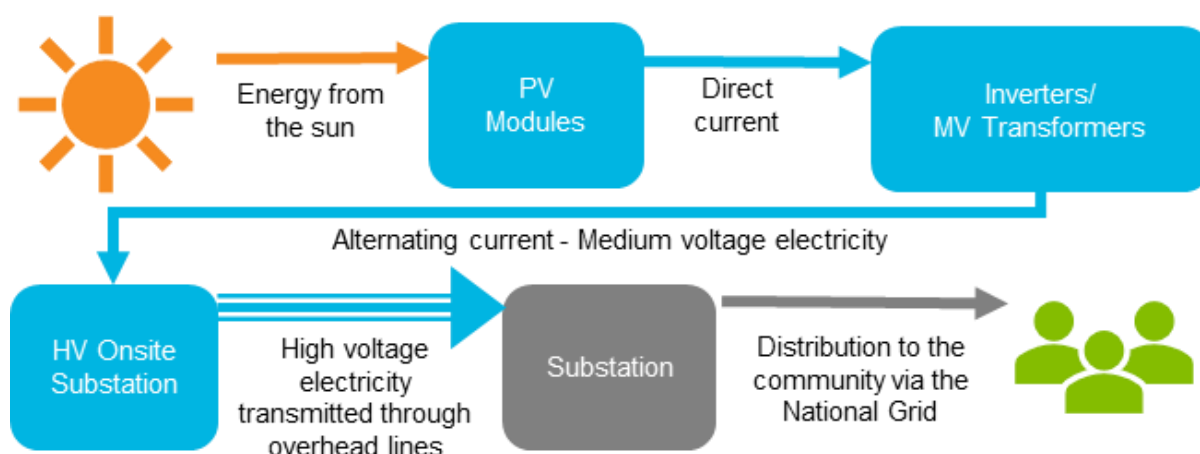 Energy from
the sun
PV
Modules
Direct
current
Inverters/
MV Transformers
Alternating current - Medium voltage electricity
HV Onsite
Substation
High voltage
electricity
transmitted through
overhead lines
Substation
Distribution to the
community via the
National Grid